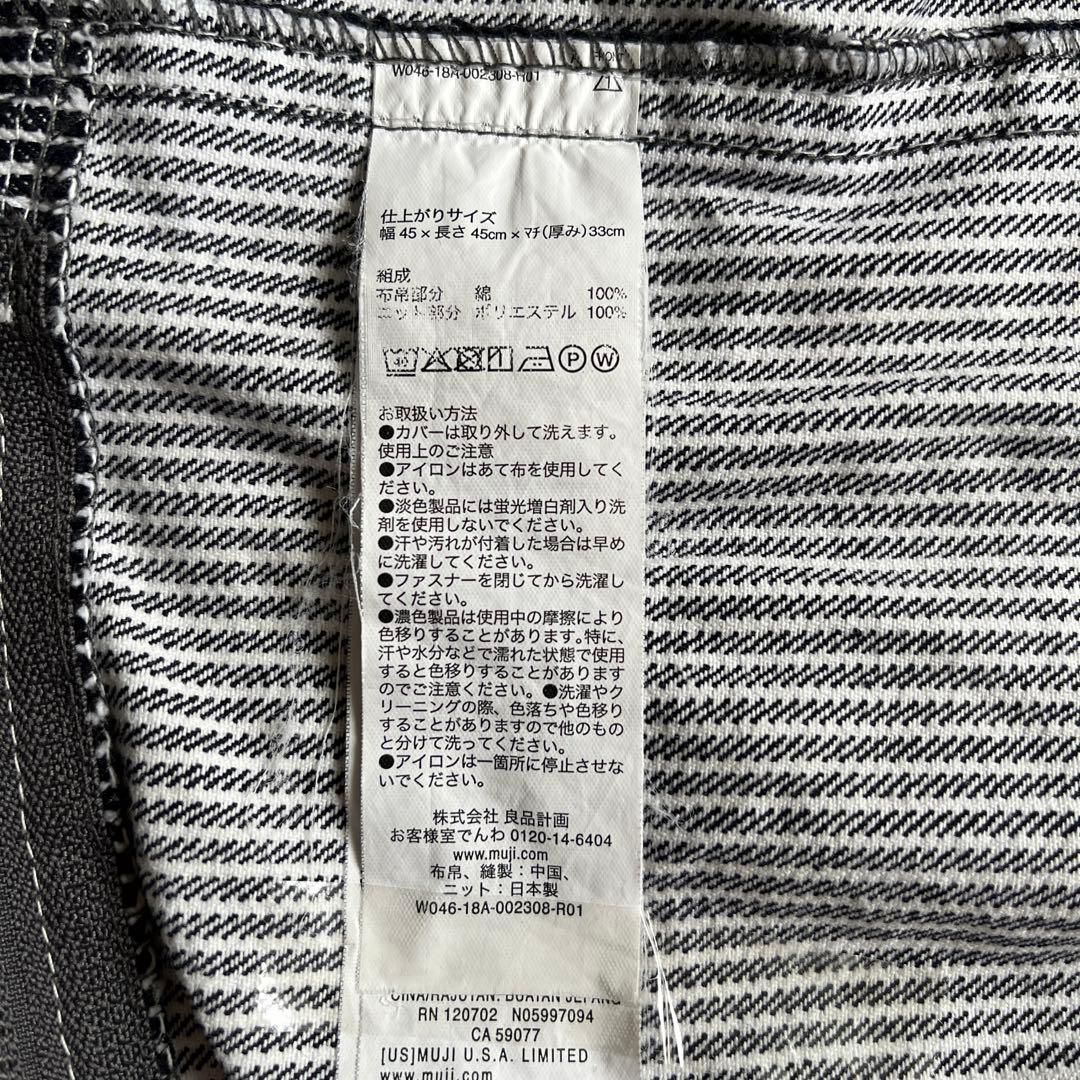 W046-18A-002308-R01
仕上がりサイズ
幅 45 × 長さ 45cm × マチ(厚み)33cm
組成
布帛部分 綿 100%
ニット部分 ポリエステル 100%
40
P W
お取扱い方法
●カバーは取り外して洗えます。
使用上のご注意
●アイロンはあて布を使用してく
ださい。
●淡色製品には蛍光増白剤入り洗
剤を使用しないでください。
●汗や汚れが付着した場合は早め
に洗濯してください。
●ファスナーを閉じてから洗濯し
てください。
●濃色製品は使用中の摩擦により
色移りすることがあります。特に、
汗や水分などで濡れた状態で使用
すると色移りすることがあります
のでご注意ください。●洗濯やク
リーニングの際、色落ちや色移り
することがありますので他のもの
と分けて洗ってください。
●アイロンは一箇所に停止させな
いでください。
株式会社 良品計画
お客様室でんわ 0120-14-6404
www.muji.com
布帛、縫製：中国、
ニット：日本製
W046-18A-002308-R01
CINA/RAJUTAN: BUATAN JEPANG
RN 120702 N05997094
CA 59077
[US]MUJI U.S.A. LIMITED
www.muji.com